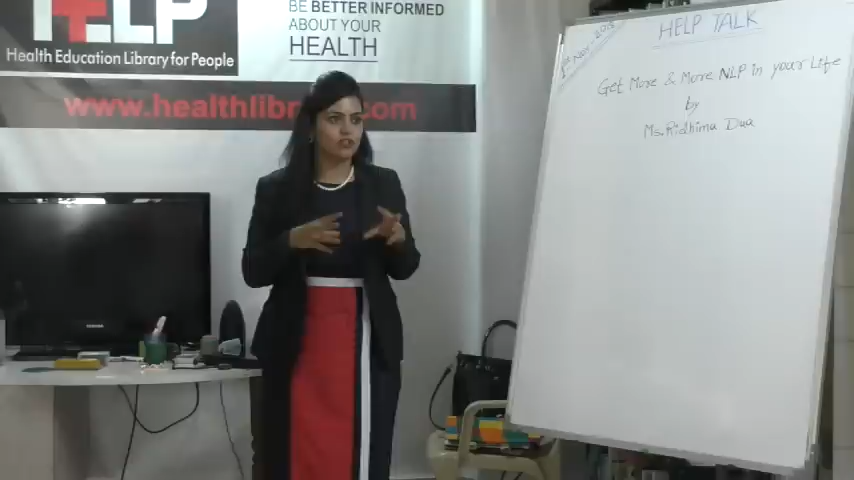 HELP
Health Education Library for People
BE BETTER INFORMED
ABOUT YOUR
HEALTH
www.healthlibr
com
HELP TALK
Get More & More NLP in your Life
by
Ms. Ridhima Dua